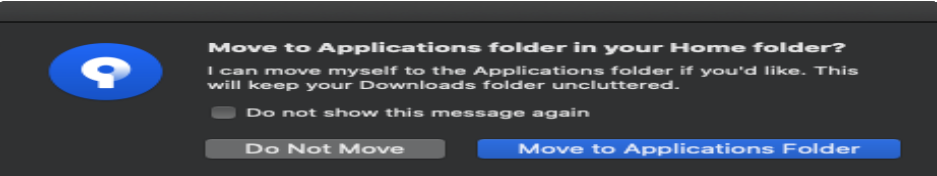 Move to Applications folder in your Home folder?
I can move myself to the Applications folder if you'd like. This
will keep your Downloads folder uncluttered.
Do not show this message again
Do Not Move
Move to Applications Folder